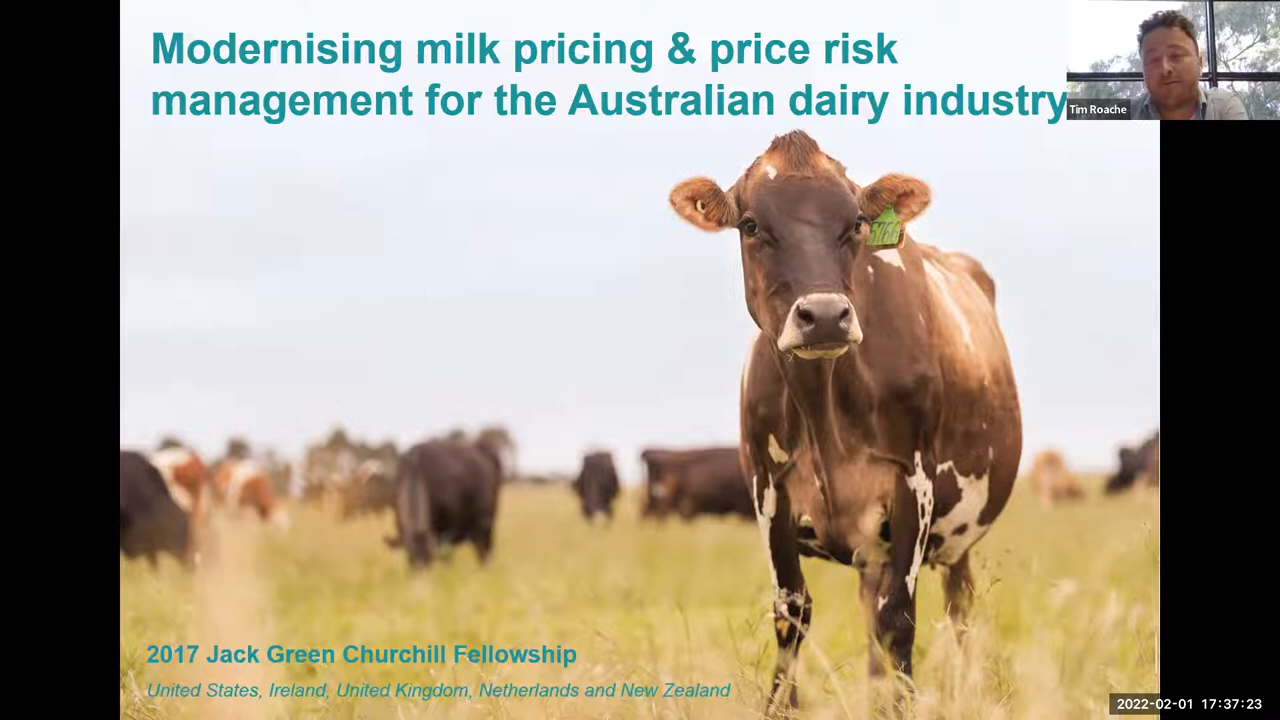 Modernising milk pricing & price risk
management for the Australian dairy industry
Tim Roache
2017 Jack Green Churchill Fellowship
United States, Ireland, United Kingdom, Netherlands and New Zealand
2022-02-01 17:37:23